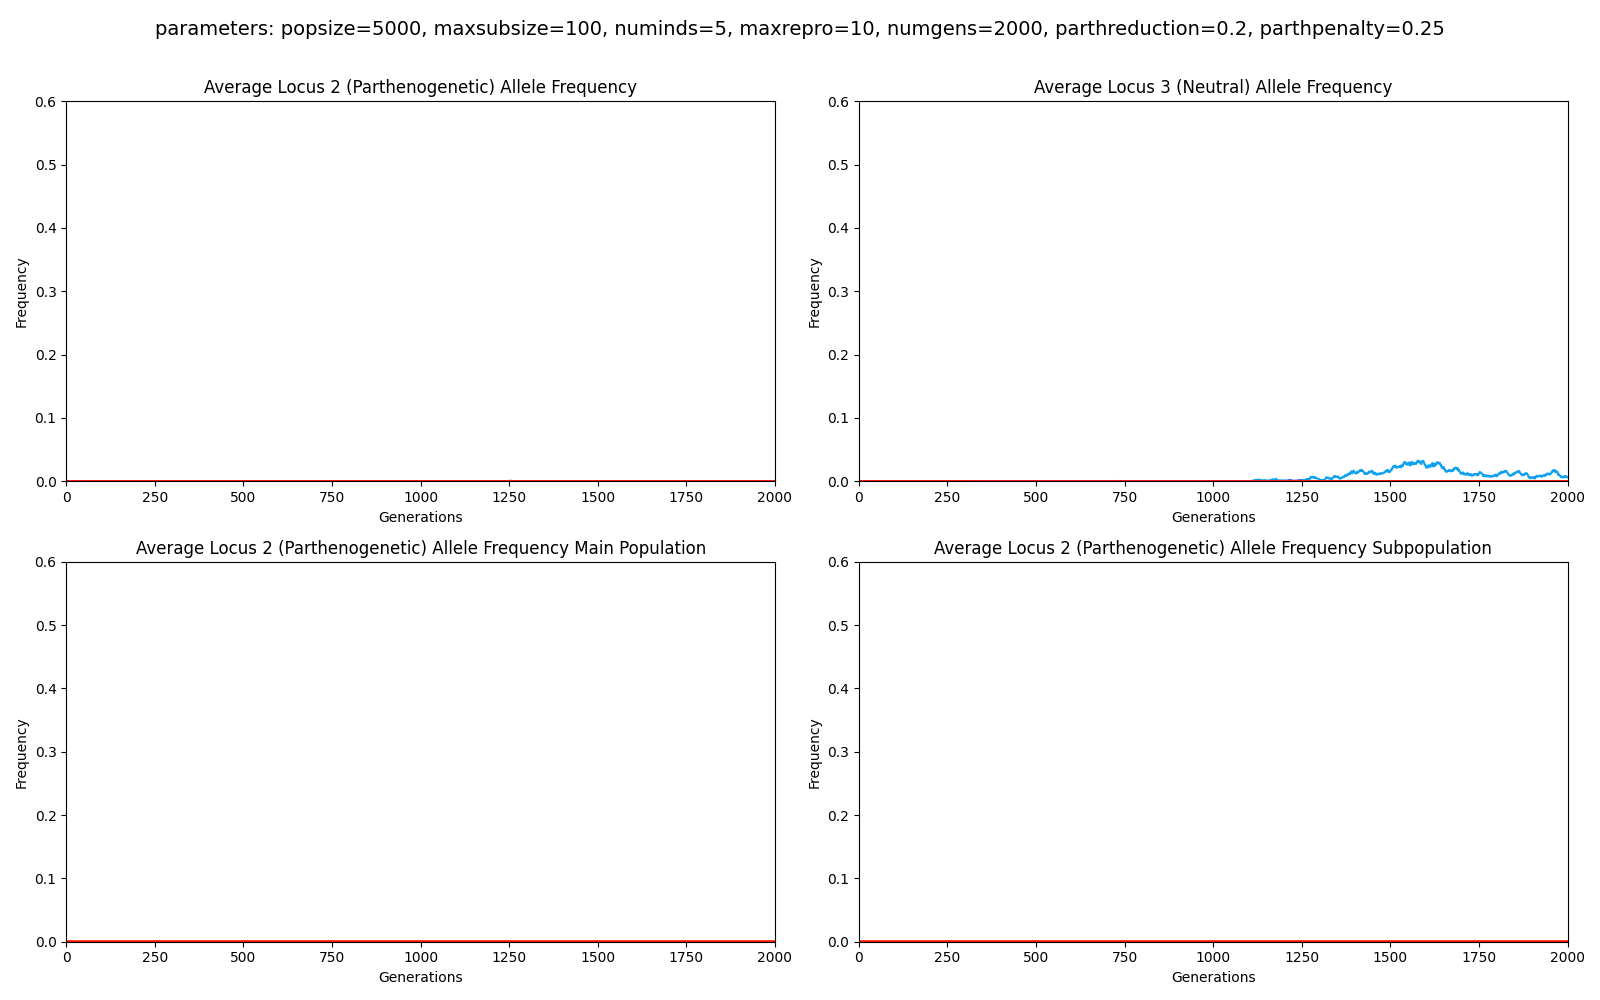 parameters: popsize=5000, maxsubsize=100, numinds=5, maxrepro=10, numgens=2000, parthreduction=0.2, parthpenalty=0.25
Average Locus 2 (Parthenogenetic) Allele Frequency
0.6
0.5
0.4
0.3
0.2
0.1
0.0
Frequency
0 250 500 750 1000 1250 1500 1750 2000
Generations
Average Locus 3 (Neutral) Allele Frequency
0.6
0.5
0.4
0.3
0.2
0.1
0.0
Frequency
0 250 500 750 1000 1250 1500 1750 2000
Generations
Average Locus 2 (Parthenogenetic) Allele Frequency Main Population
0.6
0.5
0.4
0.3
0.2
0.1
0.0
Frequency
0 250 500 750 1000 1250 1500 1750 2000
Generations
Average Locus 2 (Parthenogenetic) Allele Frequency Subpopulation
0.6
0.5
0.4
0.3
0.2
0.1
0.0
Frequency
0 250 500 750 1000 1250 1500 1750 2000
Generations